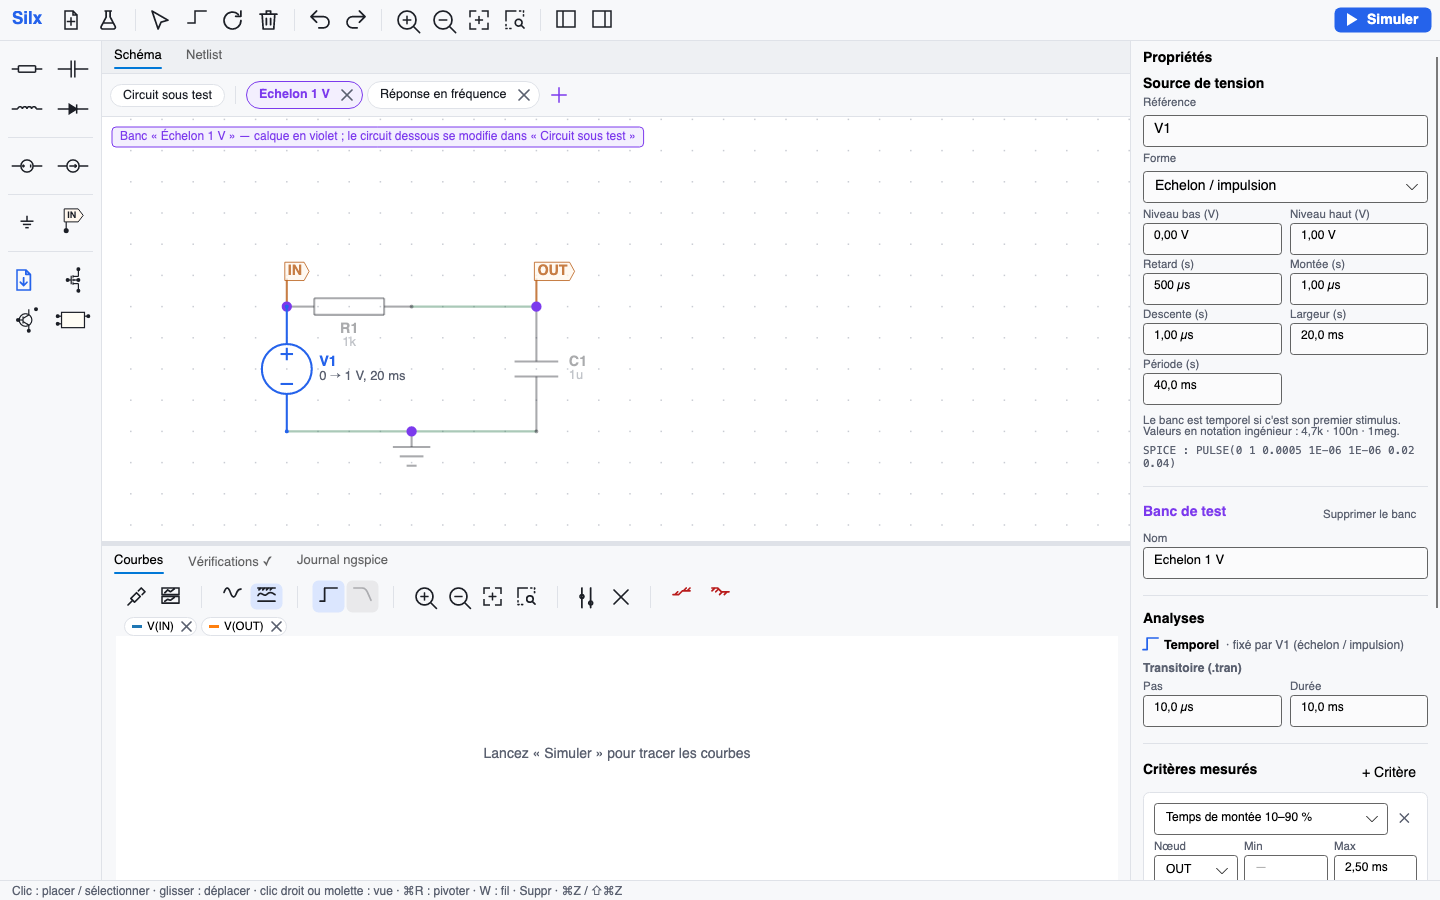 Silx
Simuler
Schéma
Netlist
Circuit sous test
Echelon 1 V
Réponse en fréquence
Banc « Échelon 1 V » — calque en violet ; le circuit dessous se modifie dans « Circuit sous test »
IN
IN
OUT
R1
1k
V1
0 → 1 V, 20 ms
C1
1u
Courbes
Vérifications ✓
Journal ngspice
V(IN)
V(OUT)
Lancez « Simuler » pour tracer les courbes
Propriétés
Source de tension
Référence
V1
Forme
Echelon / impulsion
Niveau bas (V)
Niveau haut (V)
0,00 V
1,00 V
Retard (s)
Montée (s)
500 µs
1,00 µs
Descente (s)
Largeur (s)
1,00 µs
20,0 ms
Période (s)
40,0 ms
Le banc est temporel si c'est son premier stimulus.
Valeurs en notation ingénieur : 4,7k · 100n · 1meg.
SPICE : PULSE(0 1 0.0005 1E-06 1E-06 0.02
0.04)
Banc de test
Supprimer le banc
Nom
Echelon 1 V
Analyses
Temporel · fixé par V1 (échelon / impulsion)
Transitoire (.tran)
Pas
Durée
10,0 µs
10,0 ms
Critères mesurés
+ Critère
Temps de montée 10–90 %
Nœud
Min
Max
OUT
—
2,50 ms
Clic : placer / sélectionner · glisser : déplacer · clic droit ou molette : vue · ⌘R : pivoter · W : fil · Suppr · ⌘Z / ⇧⌘Z